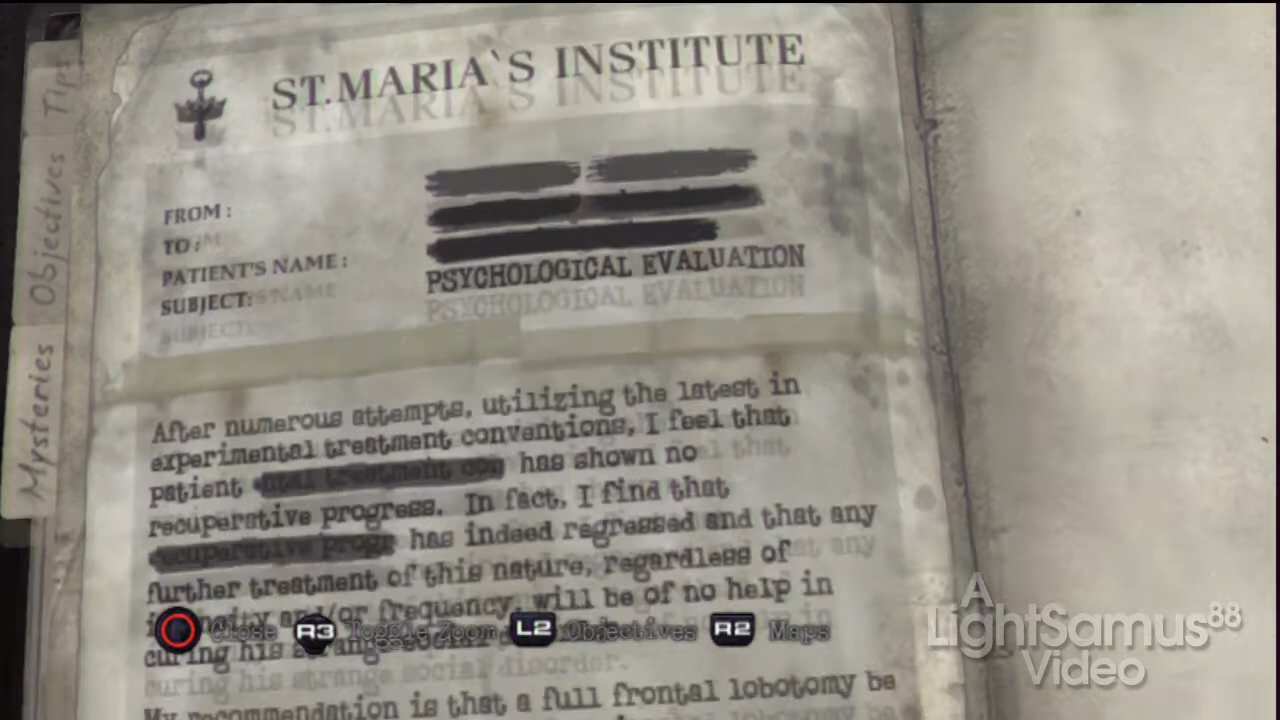 Tips
Objectives
Mysteries
ST.MARIA`S INSTITUTE
FROM:
TO:
PATIENT'S NAME:
SUBJECT: PSYCHOLOGICAL EVALUATION
After numerous attempts, utilizing the latest in
experimental treatment conventions, I feel that
patient has shown no
recuperative progress. In fact, I find that
has indeed regressed and that any
further treatment of this nature, regardless of
and/or frequency, will be of no help in
curing his strange social
My recommendation is that a full frontal lobotomy be
Close R3 Toggle Zoom L2 Objectives R2 Maps
A
LightSamus88
Video